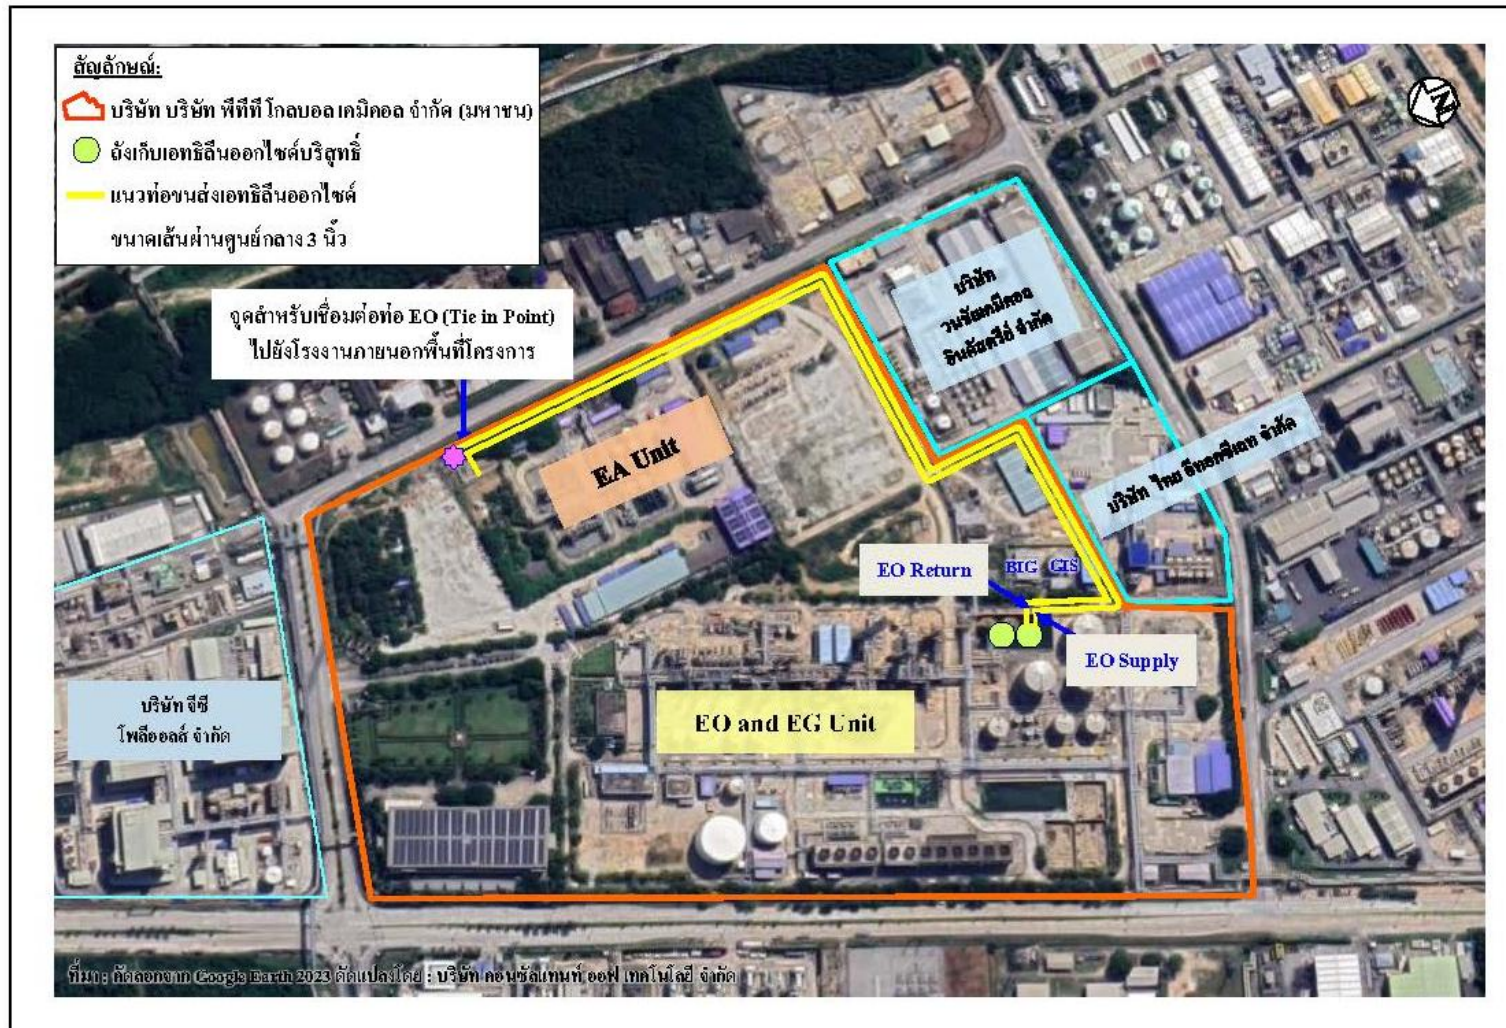 สัญลักษณ์:
บริษัท บริษัท พีทีที โกลบอล เคมิคอล จำกัด (มหาชน)
ถังเก็บเอทธิลีนออกไซด์บริสุทธิ์
แนวท่อขนส่งเอทธิลีนออกไซด์
ขนาดเส้นผ่านศูนย์กลาง 3 นิ้ว
N
จุดสำหรับเชื่อมต่อท่อ EO (Tie in Point)
ไปยังโรงงานภายนอกพื้นที่โครงการ
บริษัท
วนชัยเคมีคอล
อินดัสตรีย์ จำกัด
EA Unit
บริษัท ไทย อีทอกซีเลท จำกัด
EO Return
BIG GIS
EO Supply
บริษัท จีซี
โพลีออลส์ จำกัด
EO and EG Unit
ที่มา : คัดลอกจาก Google Earth 2023 ดัดแปลงโดย : บริษัท คอนซัลแทนท์ ออฟ เทคโนโลยี จำกัด